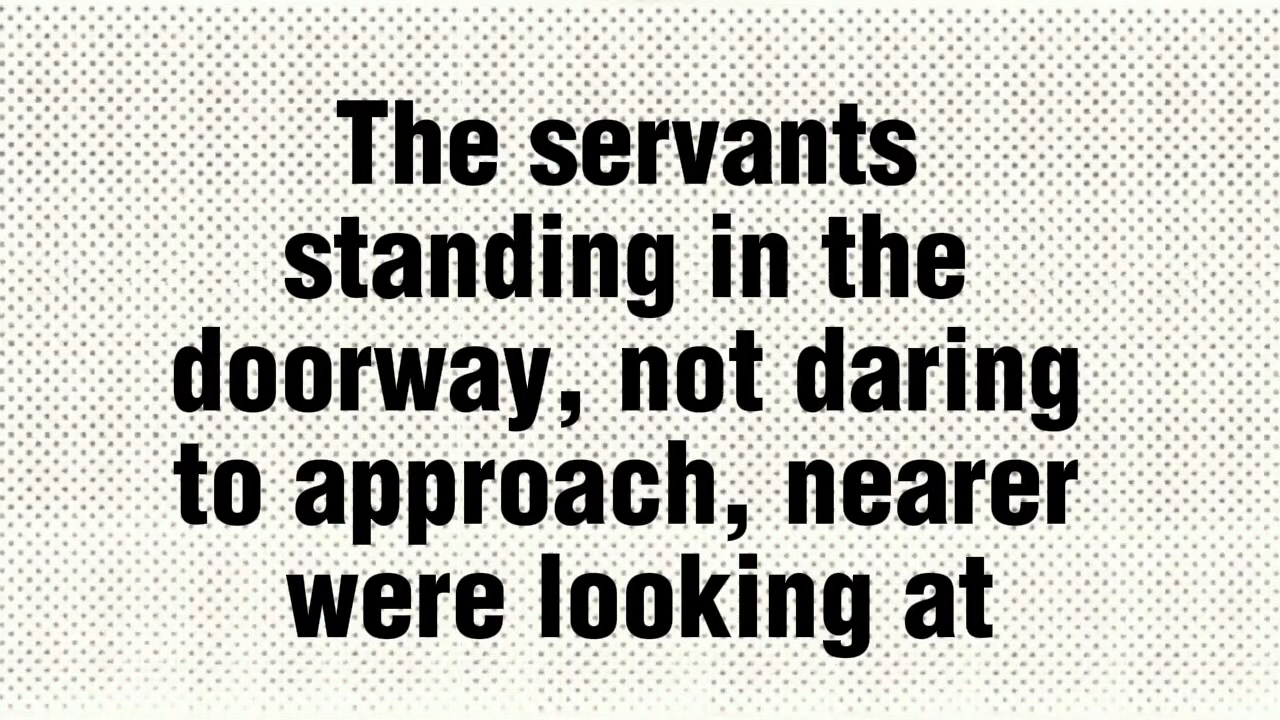 The servants
standing in the
doorway, not daring
to approach, nearer
were looking at